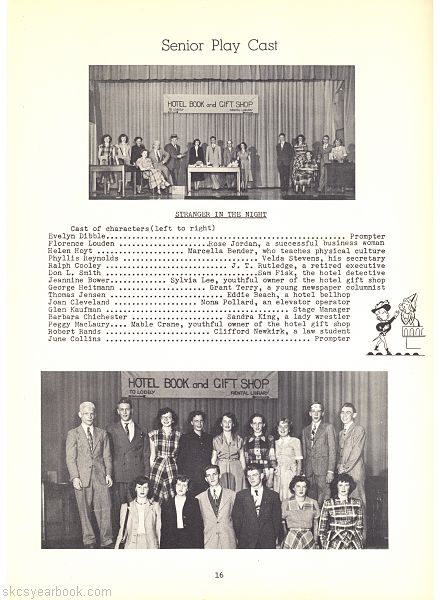 Senior Play Cast
HOTEL BOOK and GIFT SHOP
TO LOBBY RENTAL LIBRARY
STRANGER IN THE NIGHT
Cast of characters(left to right)
Evelyn Dibble........................................ Prompter
Florence Louden ....................Rose Jordan, a successful business woman
Helen Hoyt ................ Marcella Bender, who teaches physical culture
Phyllis Reynolds ......................... Velda Stevens, his secretary
Ralph Cooley ...................... J. T. Rutledge, a retired executive
Don L. Smith ............................Sam Fisk, the hotel detective
Jeannine Bower............ Sylvia Lee, youthful owner of the hotel gift shop
George Heitmann .................. Grant Terry, a young newspaper columnist
Thomas Jensen ....................... Eddie Beach, a hotel bellhop
Joan Cleveland ................. Nona Pollard, an elevator operator
Glen Kaufman .................................. Stage Manager
Barbara Chichester ................... Sandra King, a lady wrestler
Peggy MacLaury.... Mable Crane, youthful owner of the hotel gift shop
Robert Rands .................... Clifford Newkirk, a law student
June Collins ...................................... Prompter
HOTEL BOOK and GIFT SHOP
TO LOBBY RENTAL LIBRARY
16
skcsyearbook.com